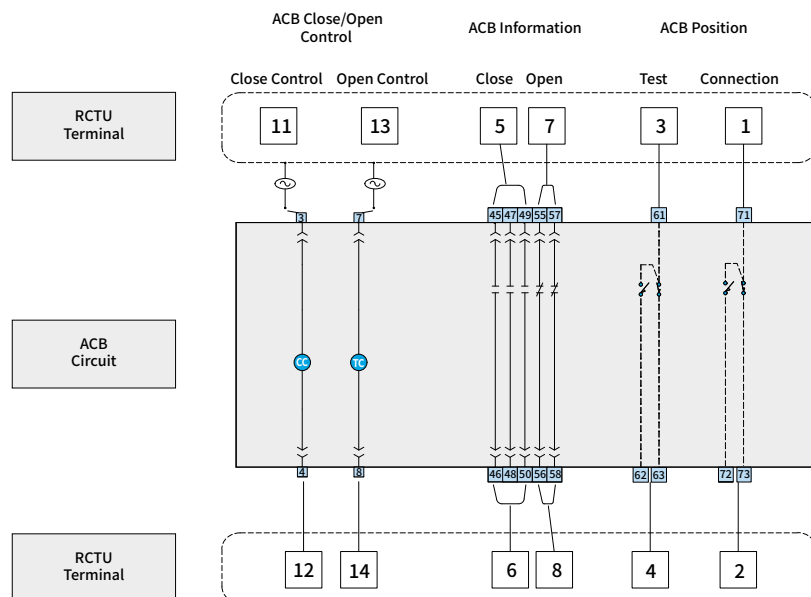 ACB Close/Open
Control
ACB Information
ACB Position
Close Control
Open Control
Close
Open
Test
Connection
RCTU
Terminal
11
13
5
7
3
1
3
7
45
47
49
55
57
61
71
ACB
Circuit
CC
TC
4
8
46
48
50
56
58
62
63
72
73
RCTU
Terminal
12
14
6
8
4
2